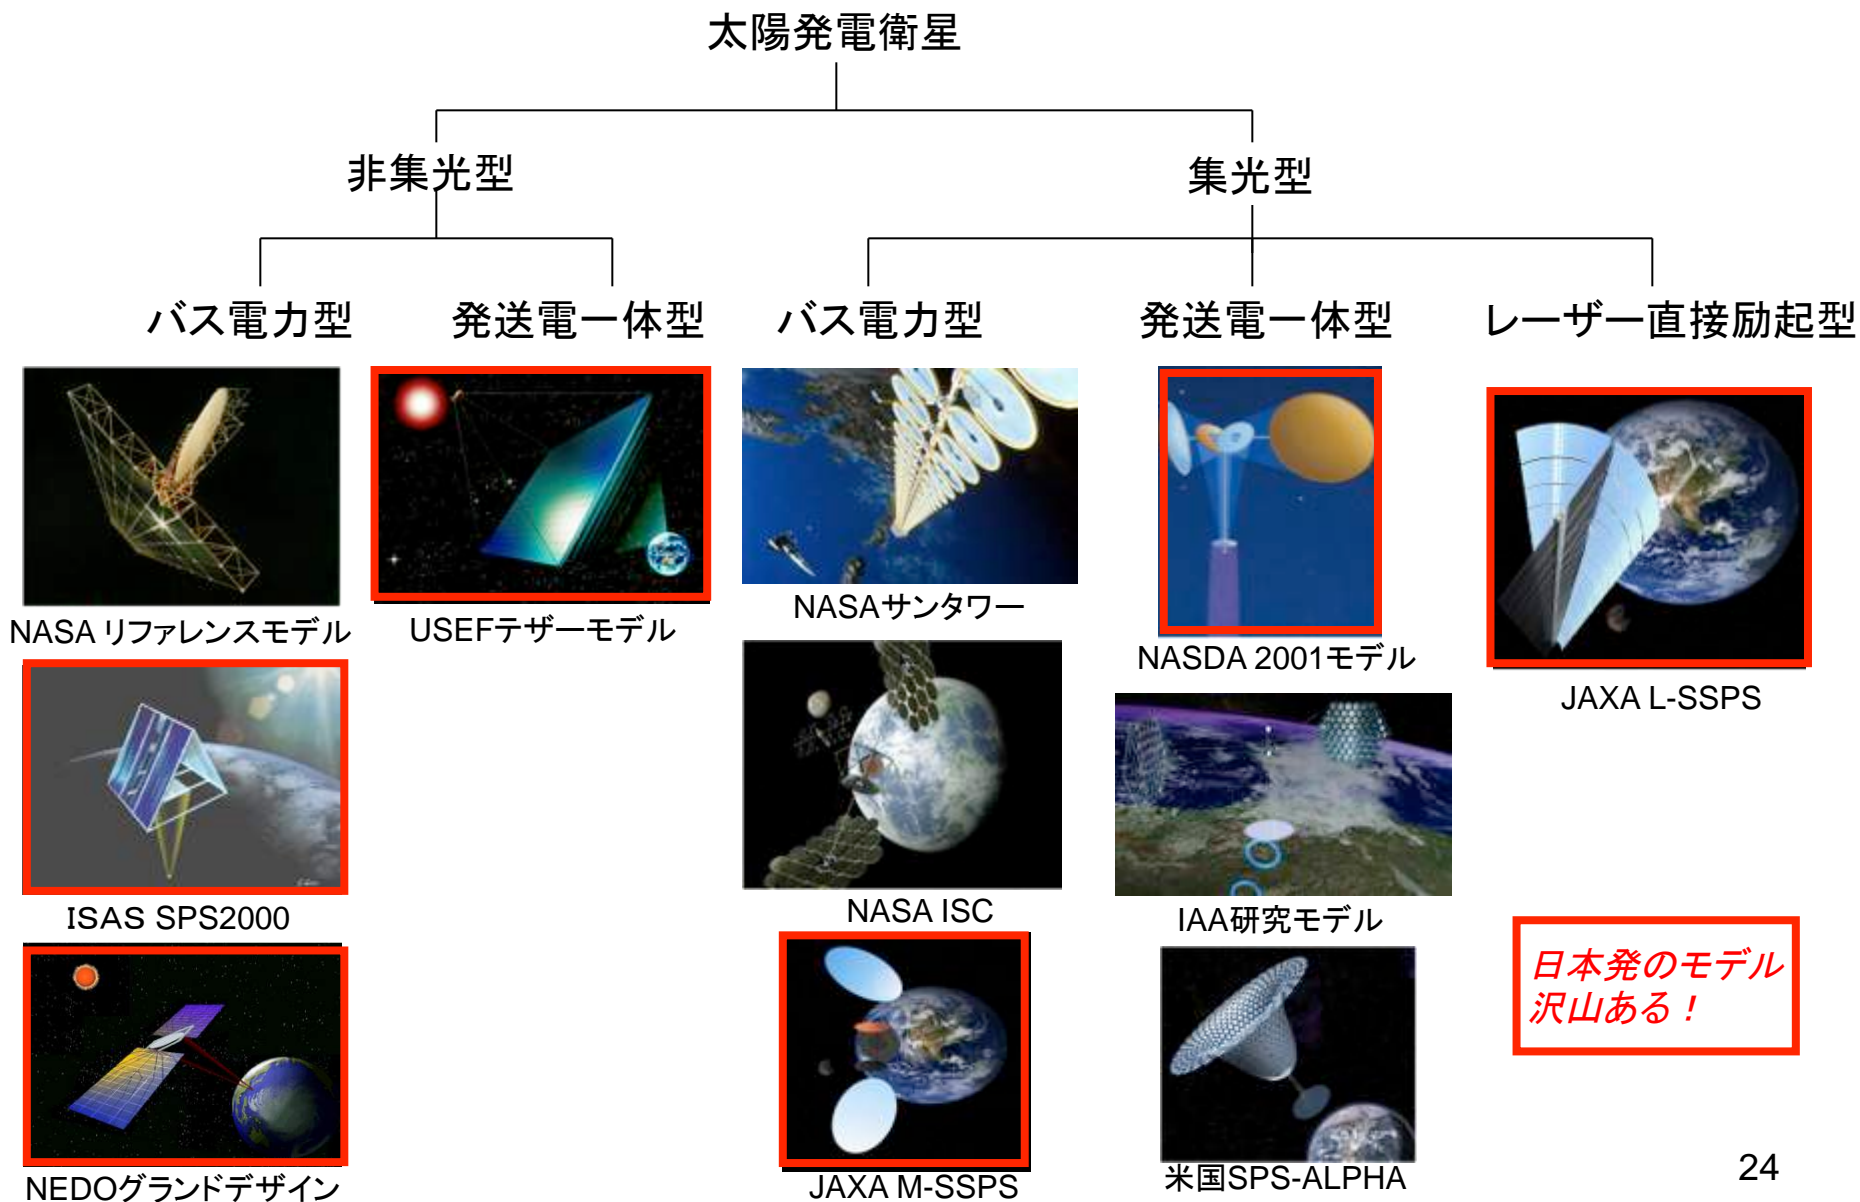 太陽発電衛星
非集光型
集光型
バス電力型
発送電一体型
バス電力型
発送電一体型
レーザー直接励起型
NASA リファレンスモデル
USEFテザーモデル
NASAサンタワー
NASDA 2001モデル
JAXA L-SSPS
ISAS SPS2000
NASA ISC
IAA研究モデル
日本発のモデル
沢山ある！
NEDOグランドデザイン
JAXA M-SSPS
米国SPS-ALPHA
24